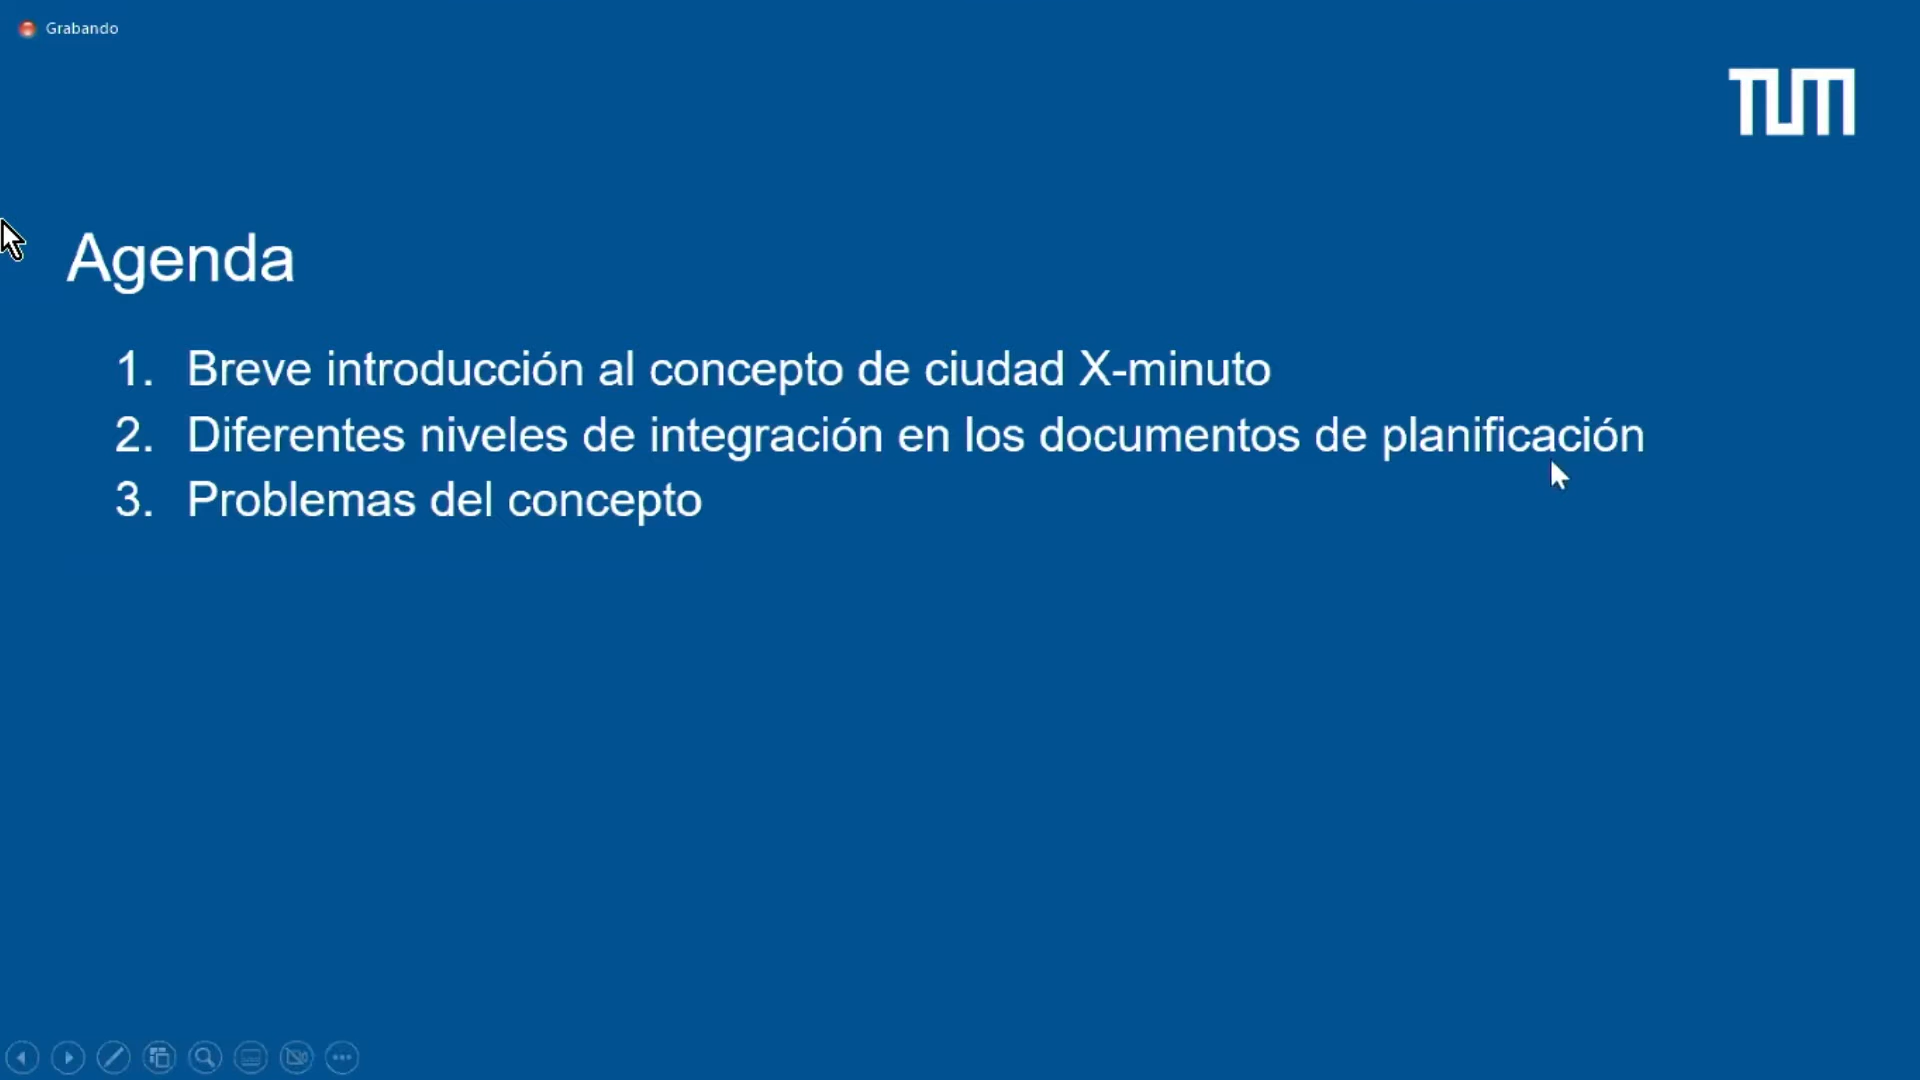 Grabando
TUM
Agenda
1. Breve introducción al concepto de ciudad X-minuto
2. Diferentes niveles de integración en los documentos de planificación
3. Problemas del concepto